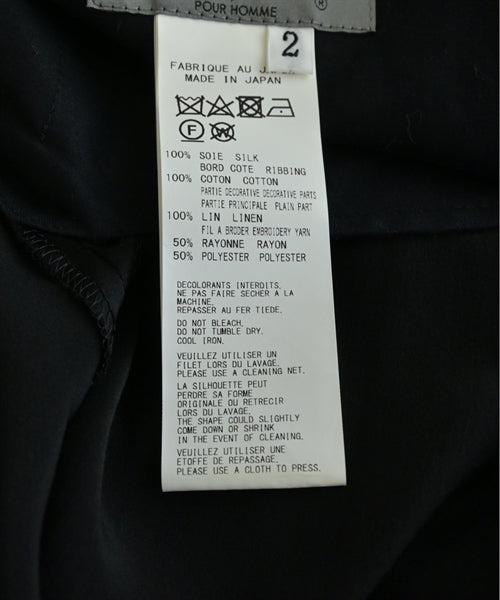 POUR HOMME
®
2
FABRIQUE AU
MADE IN JAPAN
F W
100% SOIE SILK
BORD COTE RIBBING
100% COTON COTTON
PARTIE DECORATIVE DECORATIVE PARTS
PARTIE PRINCIPALE PLAIN PART
100% LIN LINEN
FIL A BRODER EMBROIDERY YARN
50% RAYONNE RAYON
50% POLYESTER POLYESTER
DECOLORANTS INTERDITS.
NE PAS FAIRE SECHER A LA
MACHINE.
REPASSER AU FER TIEDE.
DO NOT BLEACH.
DO NOT TUMBLE DRY.
COOL IRON.
VEUILLEZ UTILISER UN
FILET LORS DU LAVAGE.
PLEASE USE A CLEANING NET.
LA SILHOUETTE PEUT
PERDRE SA FORME
ORIGINALE OU RETRECIR
LORS DU LAVAGE.
THE SHAPE COULD SLIGHTLY
COME DOWN OR SHRINK
IN THE EVENT OF CLEANING.
VEUILLEZ UTILISER UNE
ETOFFE DE REPASSAGE.
PLEASE USE A CLOTH TO PRESS.